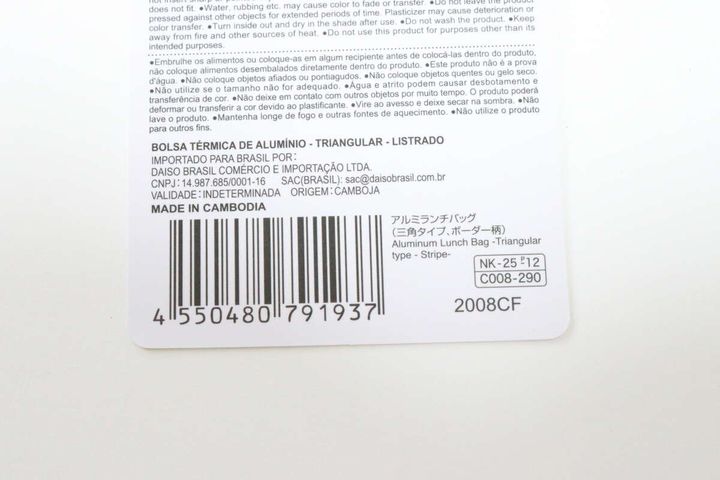 does not fit. ●Water, rubbing etc. may cause color to fade or transfer. ●Do not leave the product
pressed against other objects for extended periods of time. Plasticizer may cause deterioration or
color transfer. ●Turn inside out and dry in the shade after use. ●Do not wash the product. ●Keep
away from fire and other sources of heat. ●Do not use this product for purposes other than its
intended purposes.
●Embrulhe os alimentos ou coloque-as em algum recipiente antes de colocá-las dentro do produto,
não coloque alimentos desembalados diretamente dentro do produto. ●Este produto não é a prova
d'água. ●Não coloque objetos afiados ou pontiagudos. ●Não coloque objetos quentes ou gelo seco.
●Não utilize se o tamanho não for adequado. ●Água e atrito podem causar desbotamento e
transferência de cor. ●Não deixe em contato com outros objetos por muito tempo. O produto poderá
deformar ou transferir a cor devido ao plastificante. ●Vire ao avesso e deixe secar na sombra. ●Não
lave o produto. ●Mantenha longe de fogo e outras fontes de aquecimento. ●Não utilize o produto
para outros fins.
BOLSA TÉRMICA DE ALUMÍNIO - TRIANGULAR - LISTRADO
IMPORTADO PARA BRASIL POR:
DAISO BRASIL COMÉRCIO E IMPORTAÇÃO LTDA.
CNPJ: 14.987.685/0001-16 SAC(BRASIL): sac@daisobrasil.com.br
VALIDADE: INDETERMINADA ORIGEM: CAMBOJA
MADE IN CAMBODIA
アルミランチバッグ
(三角タイプ、ボーダー柄)
Aluminum Lunch Bag -Triangular
type - Stripe-
NK-25 12
C008-290
2008CF
4 550480 791937